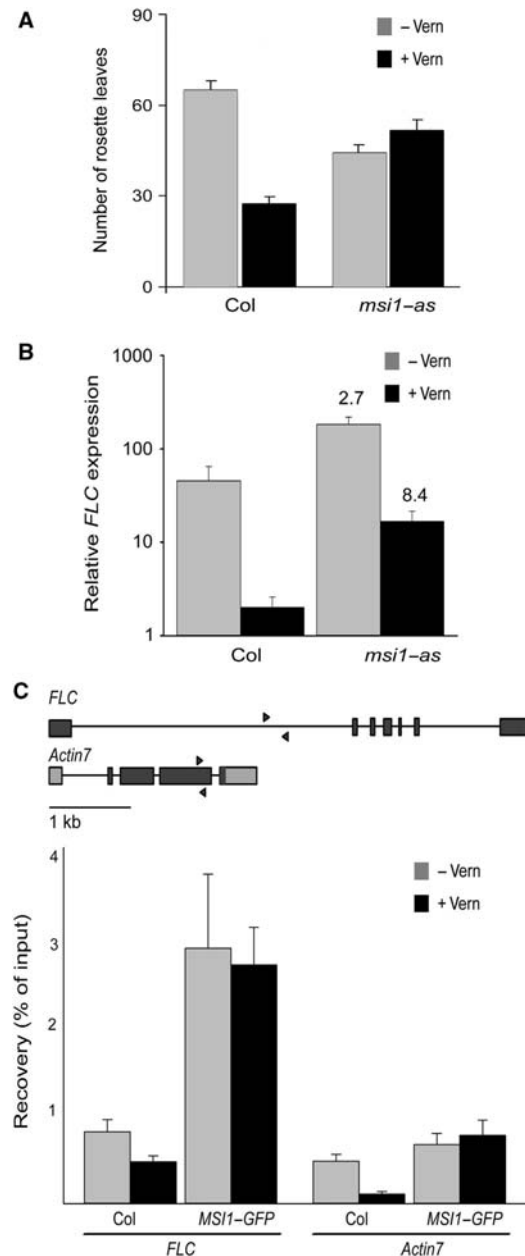 A
Number of rosette leaves
90
60
30
0
– Vern
+ Vern
Col
msi1–as
B
Relative FLC expression
1000
100
10
1
– Vern
+ Vern
2.7
8.4
Col
msi1–as
C
FLC
Actin7
1 kb
Recovery (% of input)
4
3
2
1
– Vern
+ Vern
Col
MSI1–GFP
Col
MSI1–GFP
FLC
Actin7